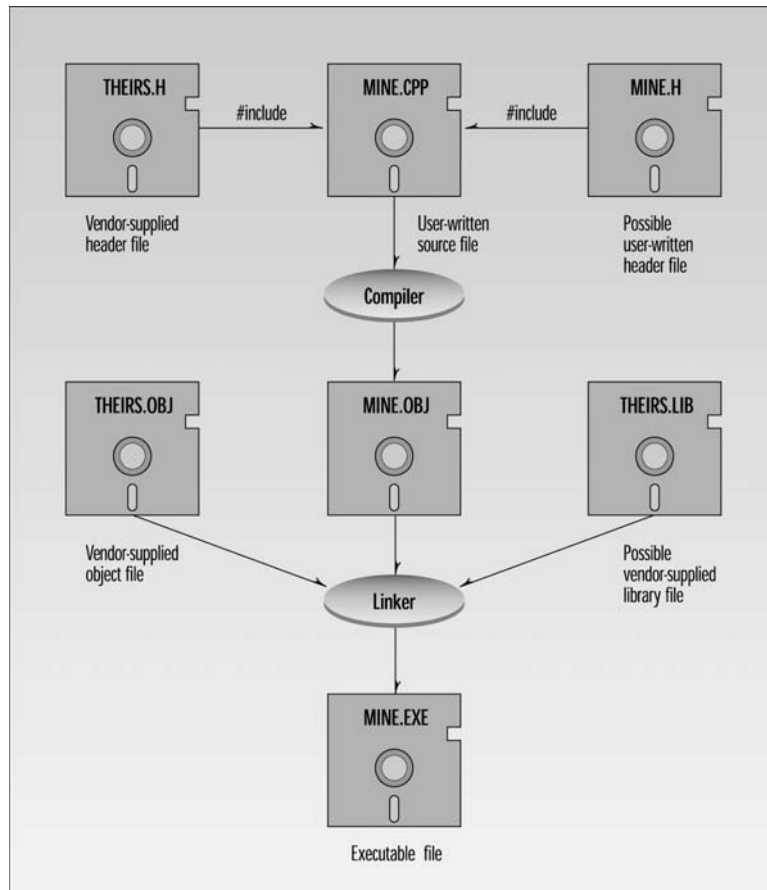 THEIRS.H
MINE.CPP
MINE.H
#include
#include
Vendor-supplied
header file
User-written
source file
Possible
user-written
header file
Compiler
THEIRS.OBJ
MINE.OBJ
THEIRS.LIB
Vendor-supplied
object file
Possible
vendor-supplied
library file
Linker
MINE.EXE
Executable file